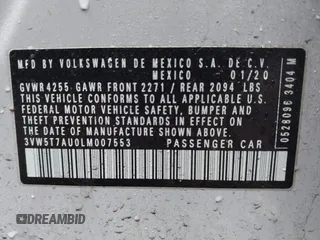 MFD.BY VOLKSWAGEN DE MEXICO S.A. DE C.V.
MEXICO 01/20
GVWR4255 GAWR FRONT 2271 / REAR 2094 LBS
THIS VEHICLE CONFORMS TO ALL APPLICABLE U.S.
FEDERAL MOTOR VEHICLE SAFETY, BUMPER AND
THEFT PREVENTION STANDARDS IN EFFECT ON THE
DATE OF MANUFACTURE SHOWN ABOVE.
3VW5T7AU0LM007553 PASSENGER CAR
0528096 3404 M
DREAMBID